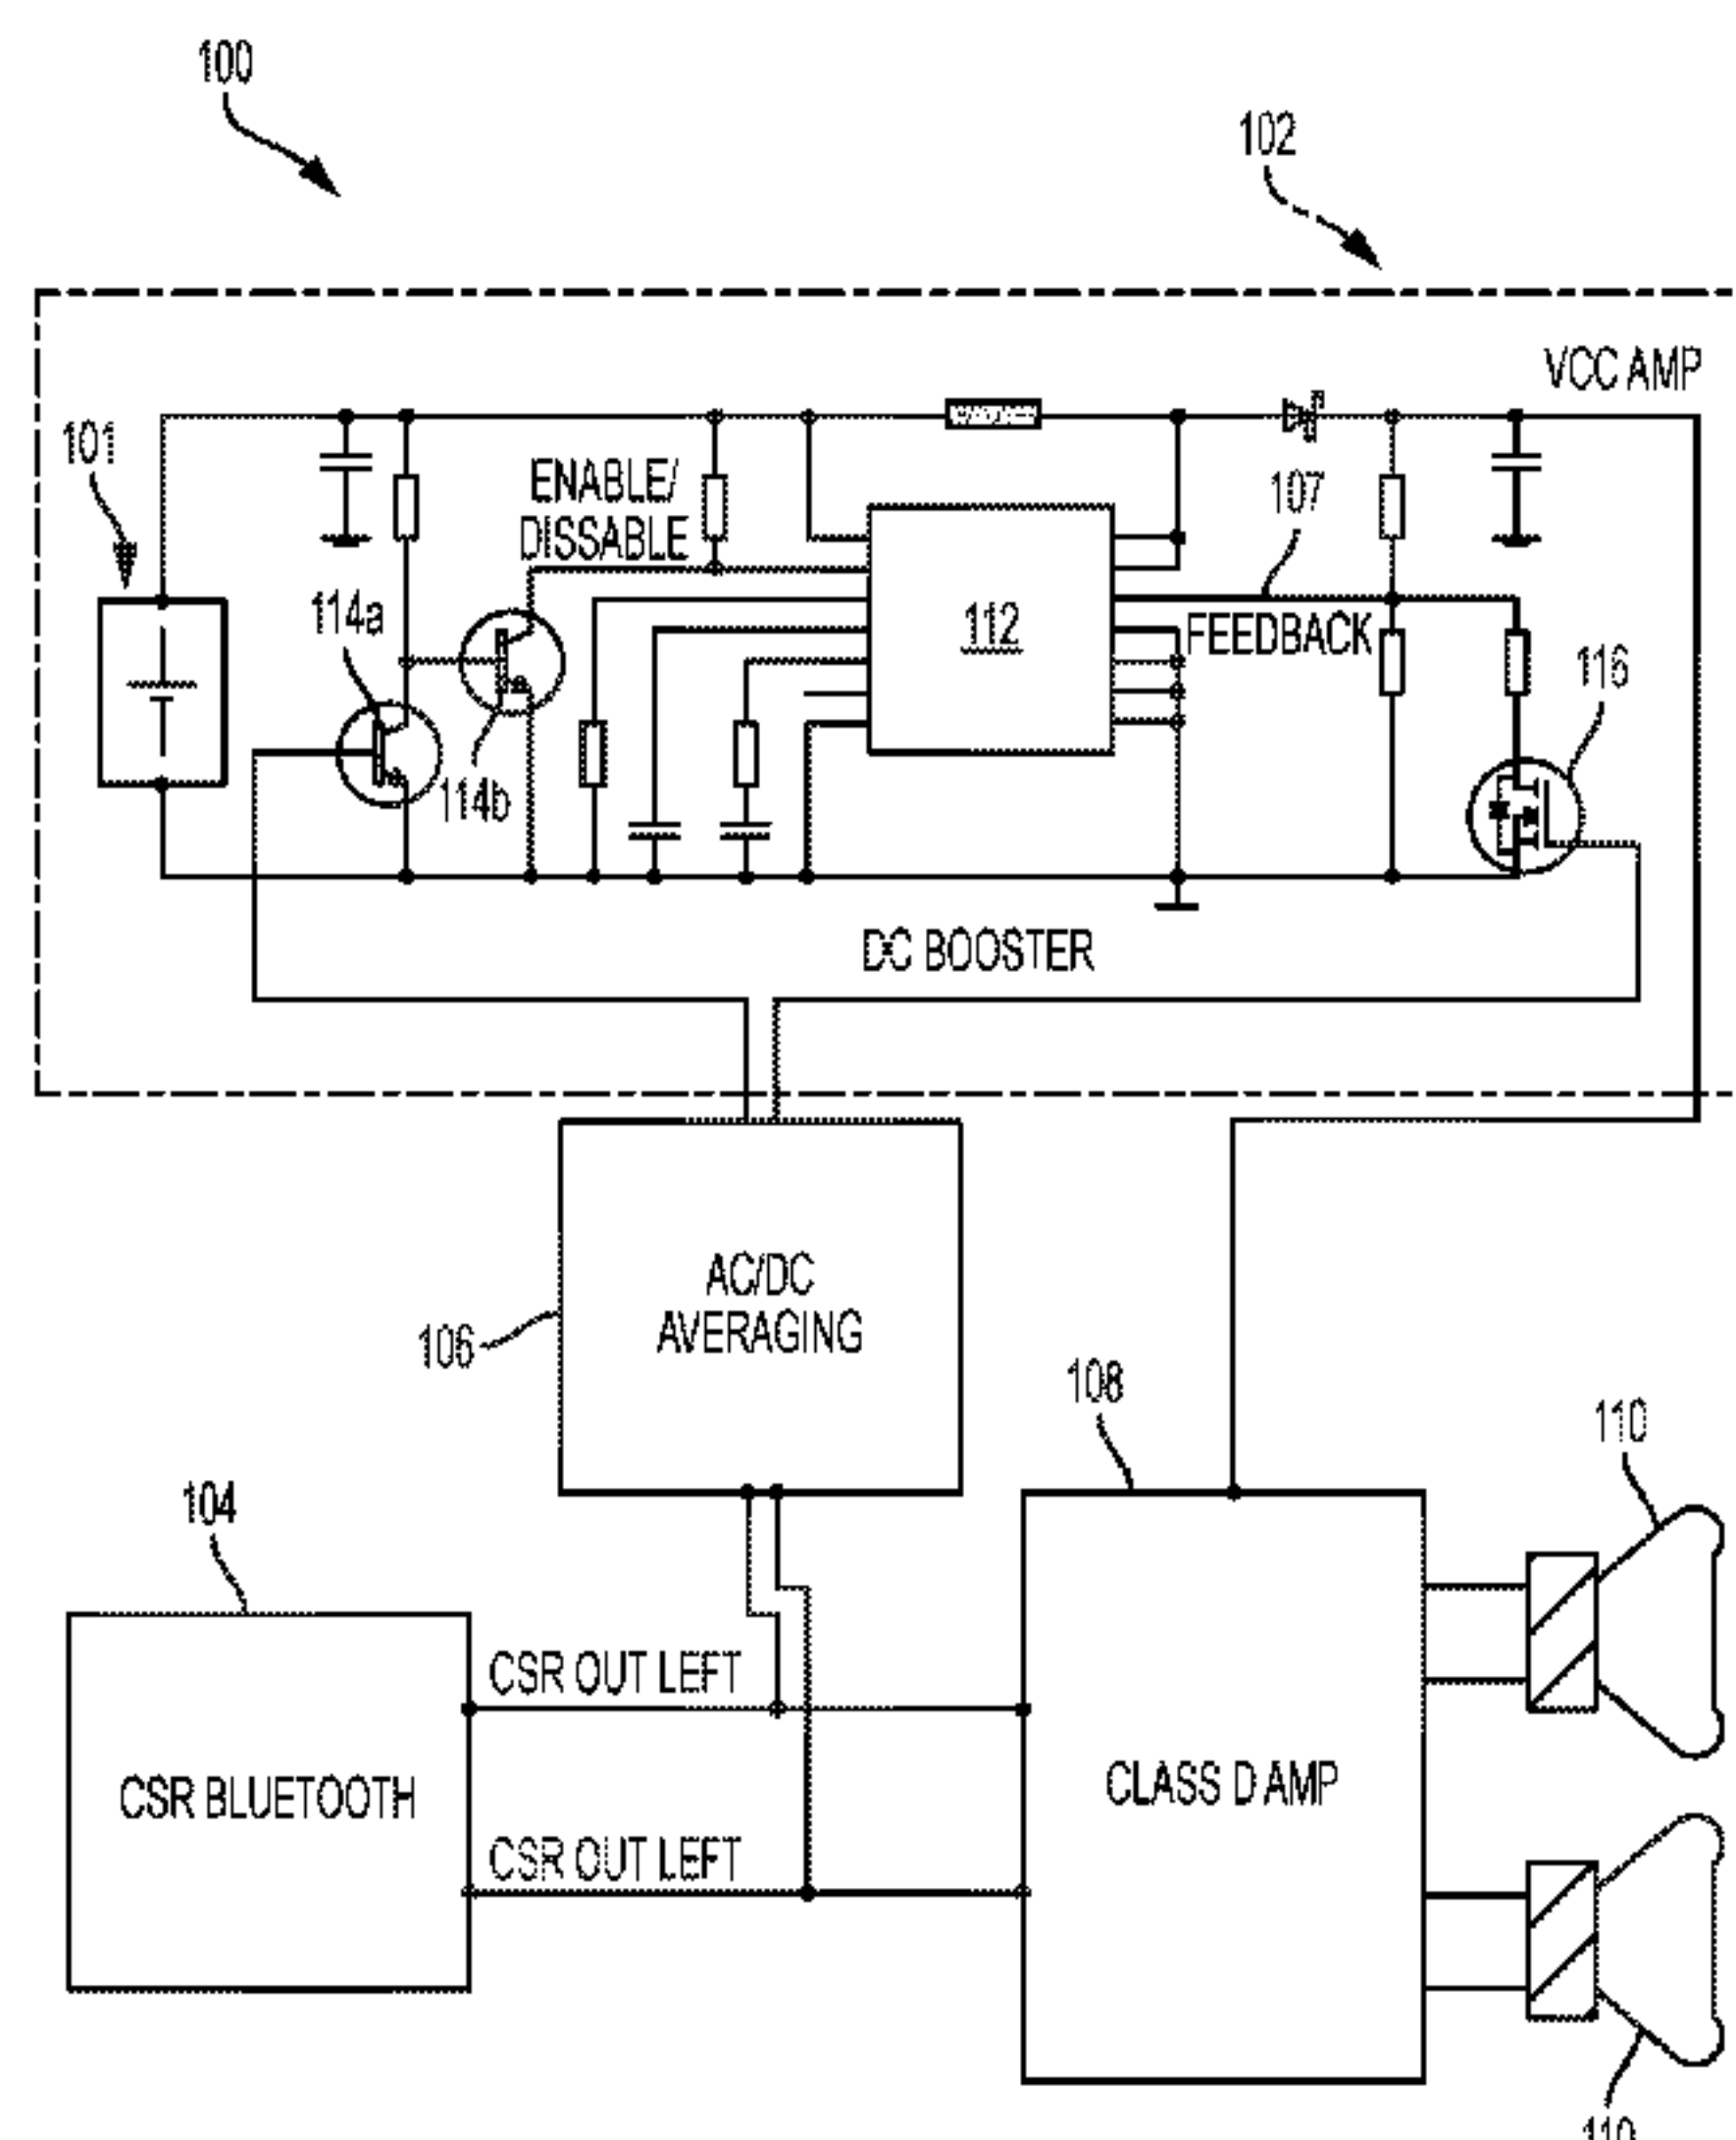 100
102
VCC AMP
101
ENABLE/
DISSABLE
107
114a
112
FEEDBACK
116
114b
DC BOOSTER
AC/DC
AVERAGING
106
108
110
104
CSR OUT LEFT
CSR BLUETOOTH
CLASS D AMP
CSR OUT LEFT
110